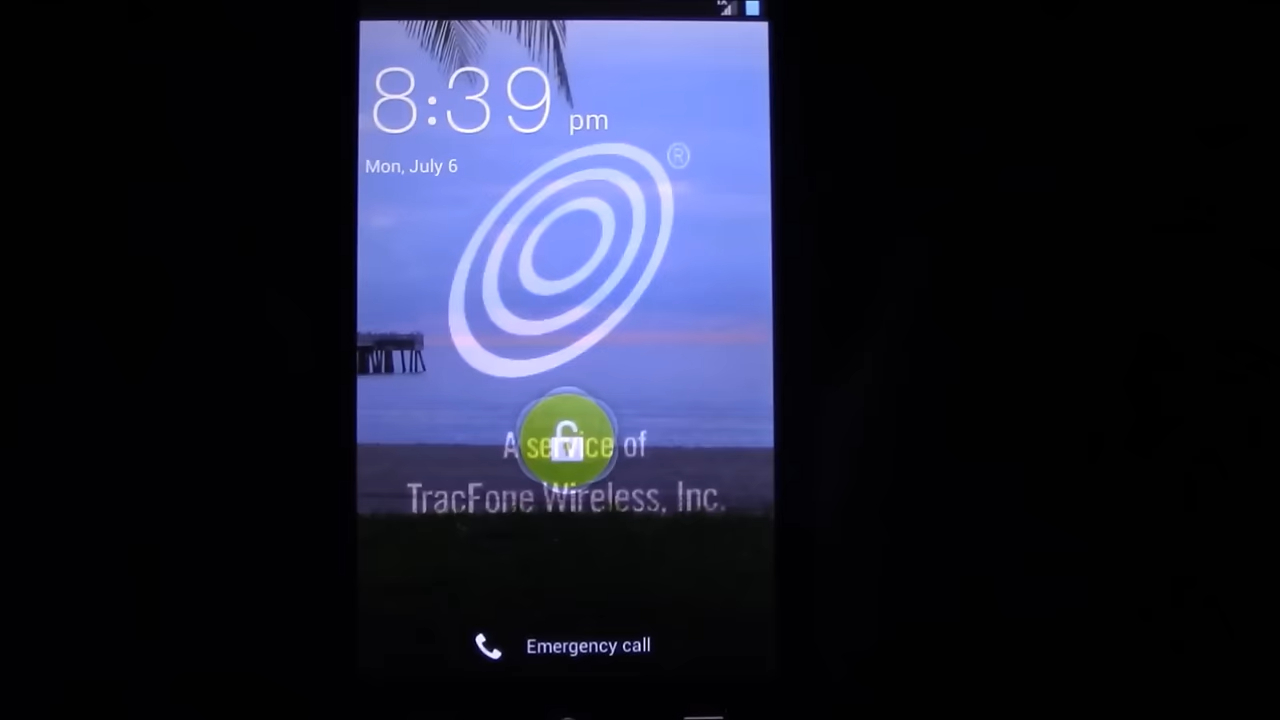 8:39 pm
Mon, July 6
®
A service of
TracFone Wireless, Inc.
Emergency call